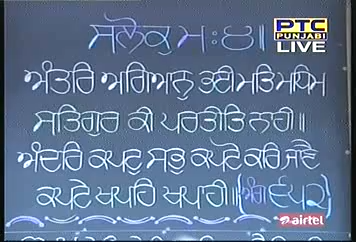 PTC
PUNJABI
LIVE
ਸਲੋਕੁ ਮਃ ੪॥
ਅੰਤਰਿ ਅਗਿਆਨੁ ਭਈ ਮਤਿ ਮਧਿਮ
ਸਤਿਗੁਰ ਕੀ ਪਰਤੀਤਿ ਨਾਹੀ॥
ਅੰਦਰਿ ਕਪਟੁ ਸਭੁ ਕਪਟੋ ਕਰਿ ਜਾਣੈ
ਕਪਟੇ ਖਪਹਿ ਖਪਾਹੀ॥ (ਅੰਗ ੬੫੨)
airtel